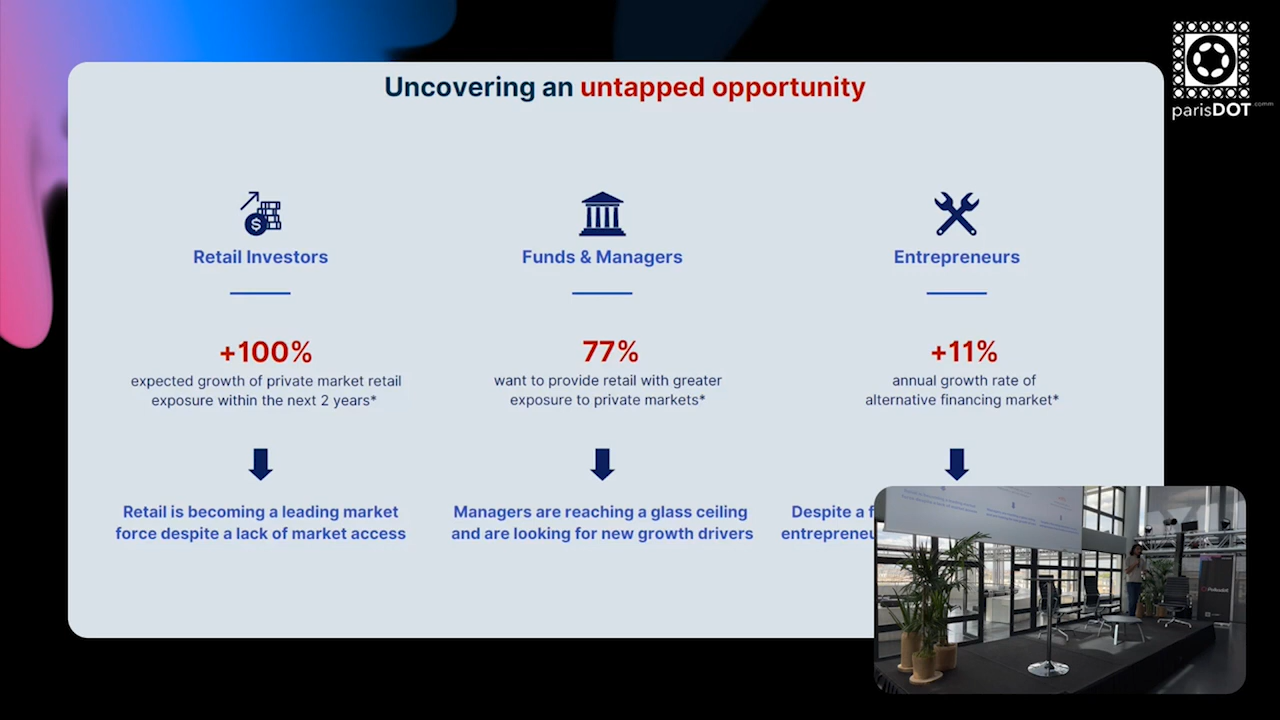 Uncovering an untapped opportunity
parisDOT
.comm
Retail Investors
+100%
expected growth of private market retail
exposure within the next 2 years*
Retail is becoming a leading market
force despite a lack of market access
Funds & Managers
77%
want to provide retail with greater
exposure to private markets*
Managers are reaching a glass ceiling
and are looking for new growth drivers
Entrepreneurs
+11%
annual growth rate of
alternative financing market*
Despite a
Polkadot